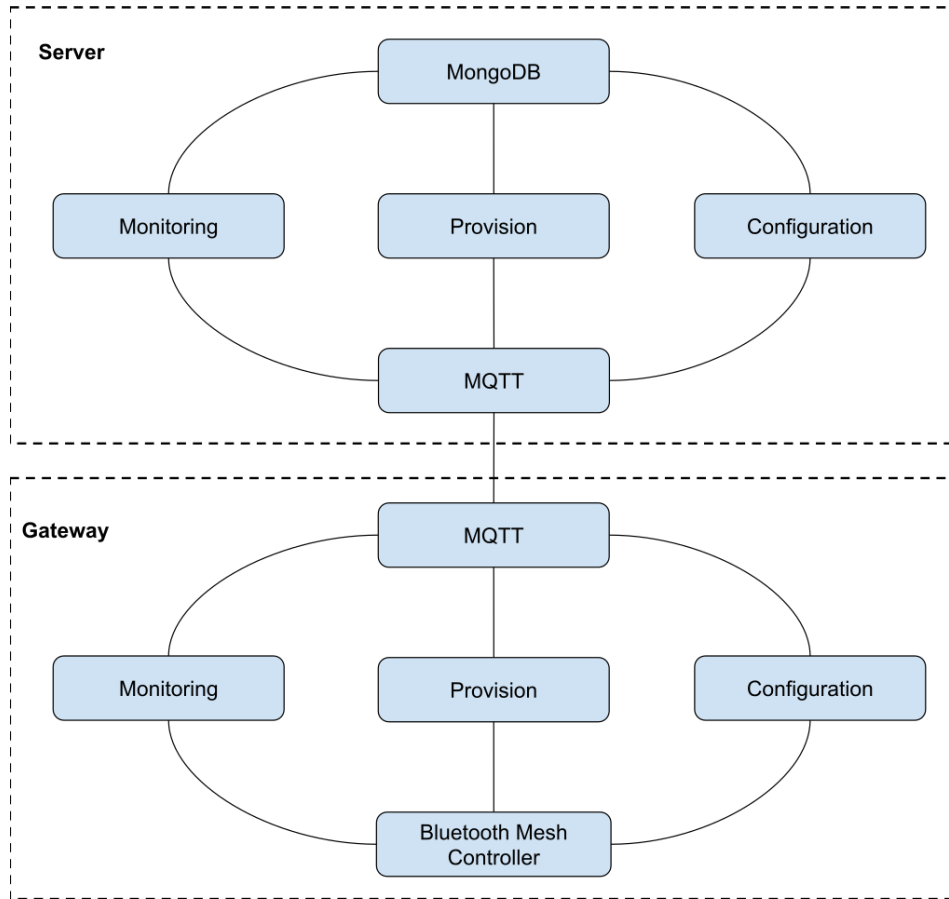 Server
MongoDB
Monitoring
Provision
Configuration
MQTT
Gateway
MQTT
Monitoring
Provision
Configuration
Bluetooth Mesh
Controller